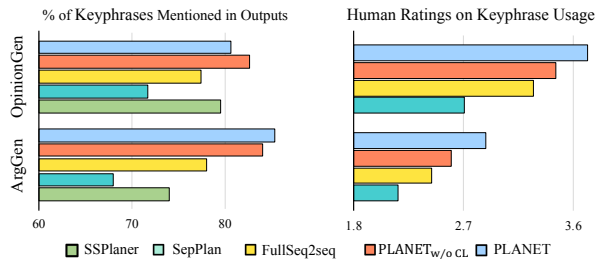 % of Keyphrases Mentioned in Outputs
Human Ratings on Keyphrase Usage
OpinionGen
ArgGen
60 70 80
1.8 2.7 3.6
SSPlaner SepPlan FullSeq2seq PLANETw/o CL PLANET